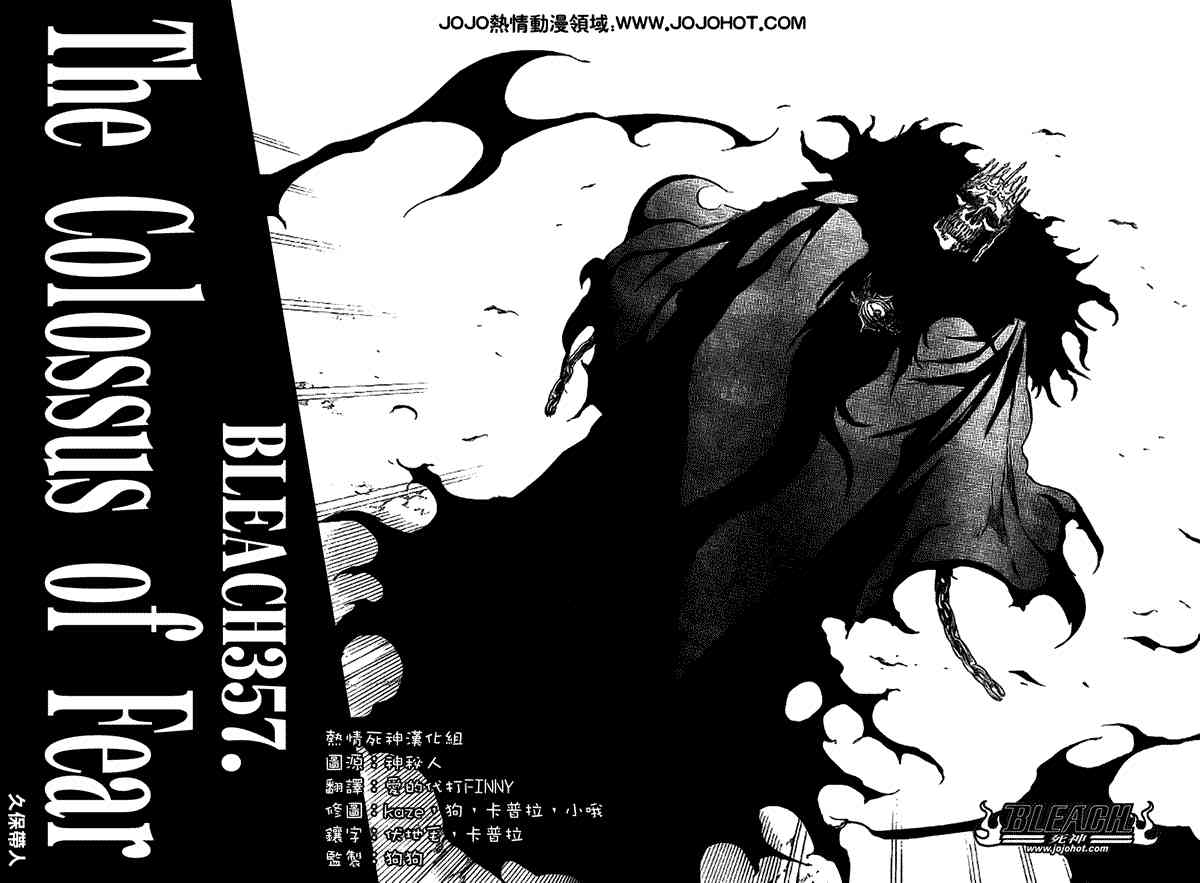 JOJO熱情動漫領域:WWW.JOJOHOT.COM
The Colossus of Fear
BLEACH357.
久保帶人
熱情死神漢化組
圖源：神秘人
翻譯：愛的代打FINNY
修圖：kaze，狗，卡普拉，小哦
鑲字：伏地王，卡普拉
監製：狗狗
BLEACH
死神
www.jojohot.com